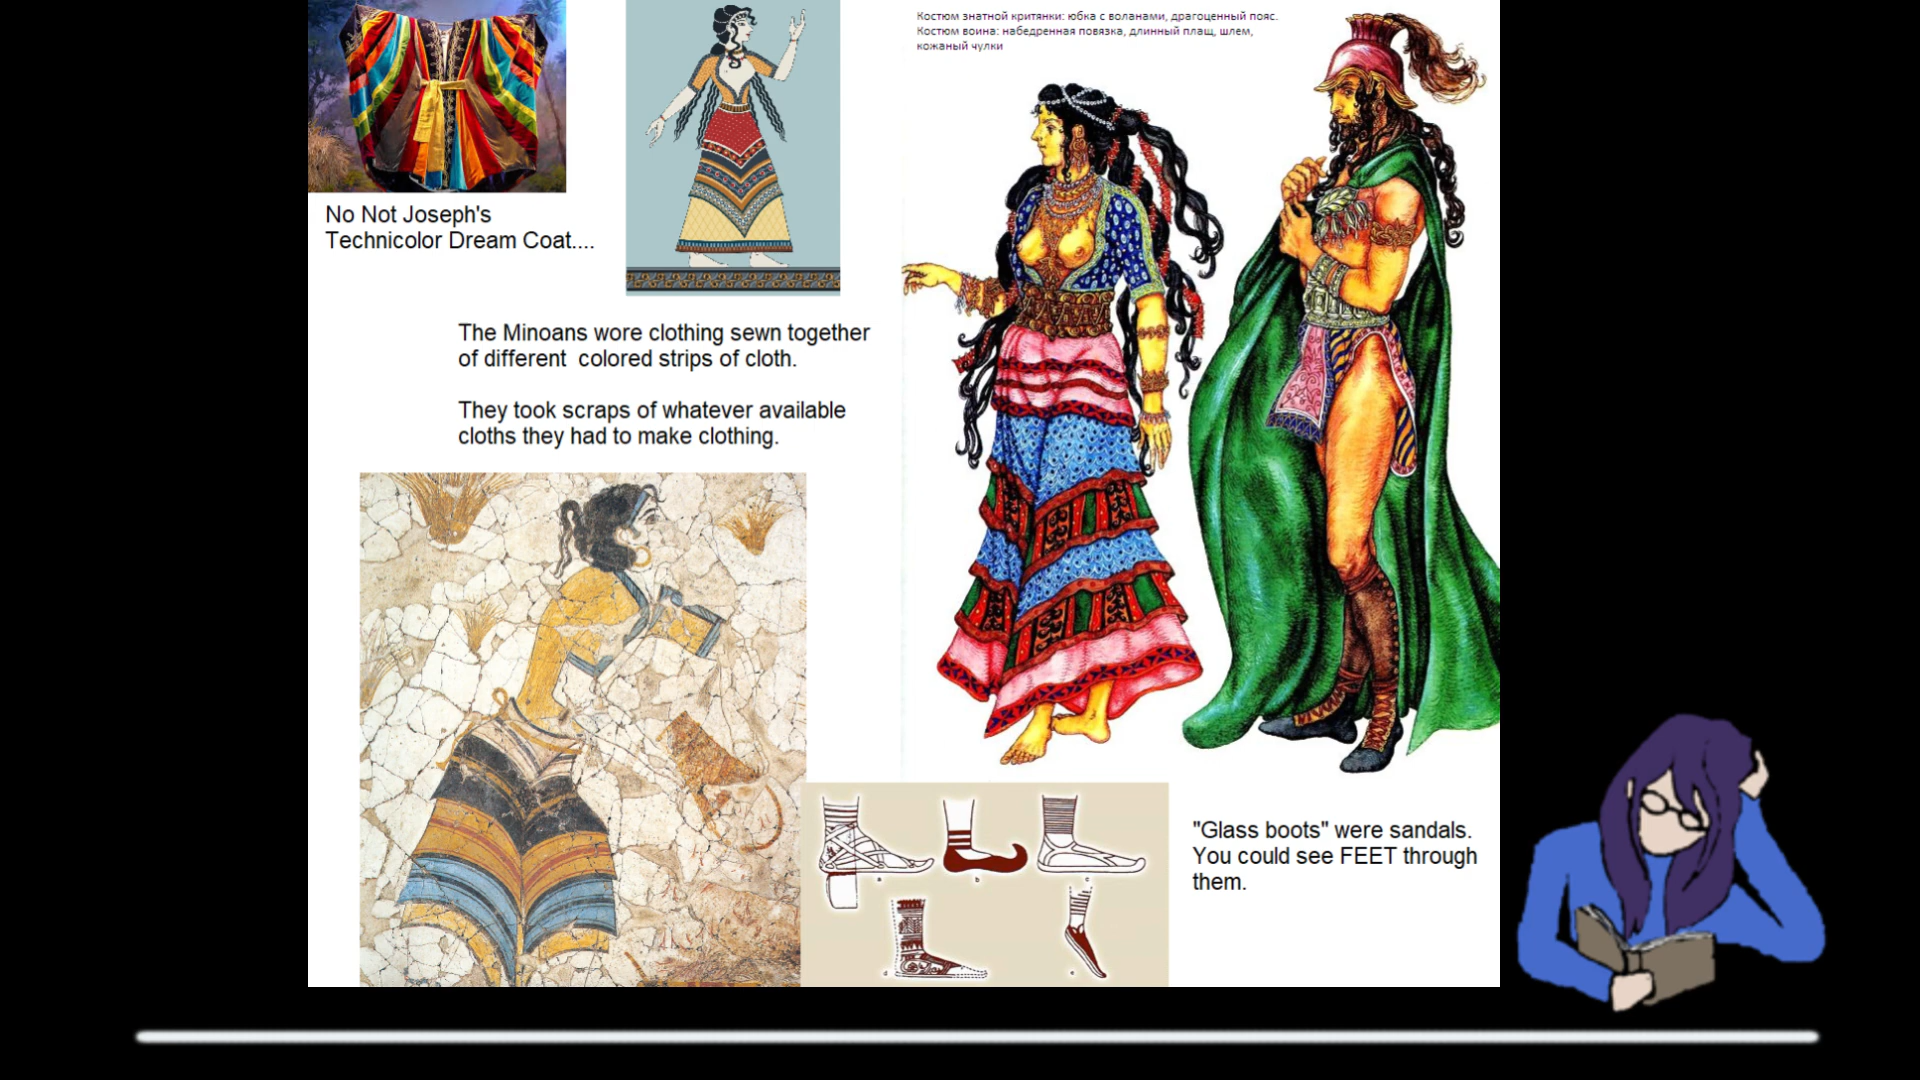 Костюм знатной критянки: юбка с воланами, драгоценный пояс.
Костюм воина: набедренная повязка, длинный плащ, шлем,
кожаный чулки
No Not Joseph's
Technicolor Dream Coat....
The Minoans wore clothing sewn together
of different  colored strips of cloth.
They took scraps of whatever available
cloths they had to make clothing.
a
b
c
d
e
"Glass boots" were sandals.
You could see FEET through
them.